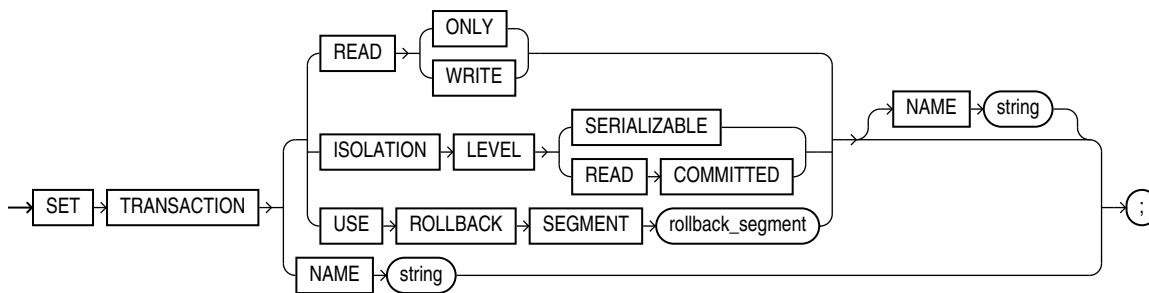 ONLY
READ
WRITE
NAME string
SERIALIZABLE
ISOLATION LEVEL
READ COMMITTED
SET TRANSACTION ;
USE ROLLBACK SEGMENT rollback_segment
NAME string